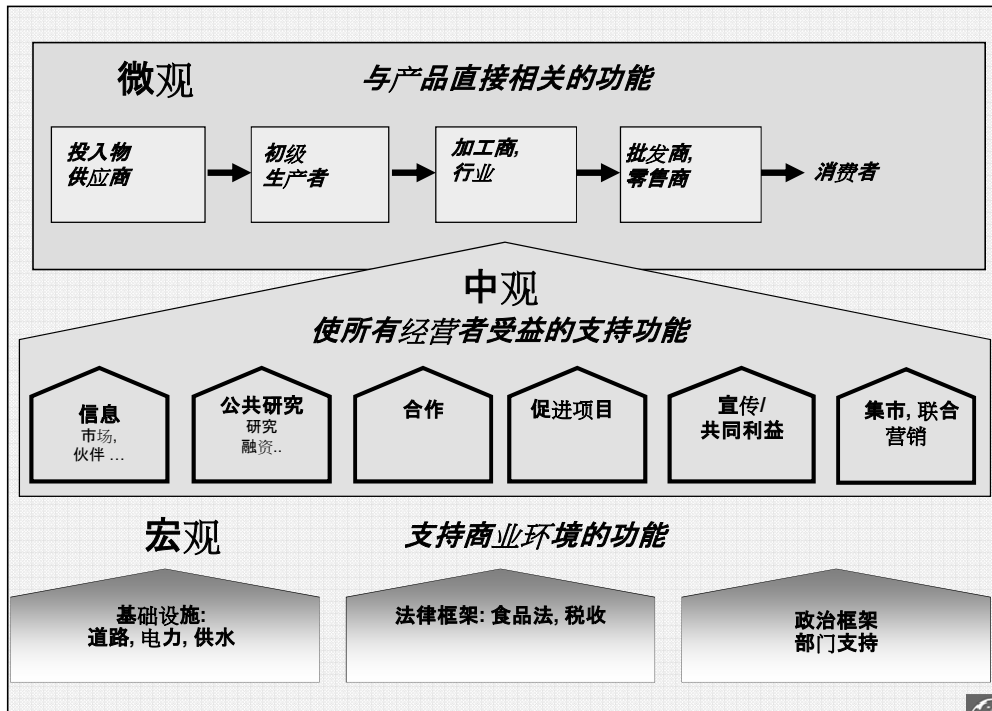 微观
与产品直接相关的功能
投入物
供应商
初级
生产者
加工商,
行业
批发商,
零售商
消费者
中观
使所有经营者受益的支持功能
信息
市场,
伙伴 ...
公共研究
研究
融资..
合作
促进项目
宣传/
共同利益
集市, 联合
营销
宏观
支持商业环境的功能
基础设施:
道路, 电力, 供水
法律框架: 食品法, 税收
政治框架
部门支持